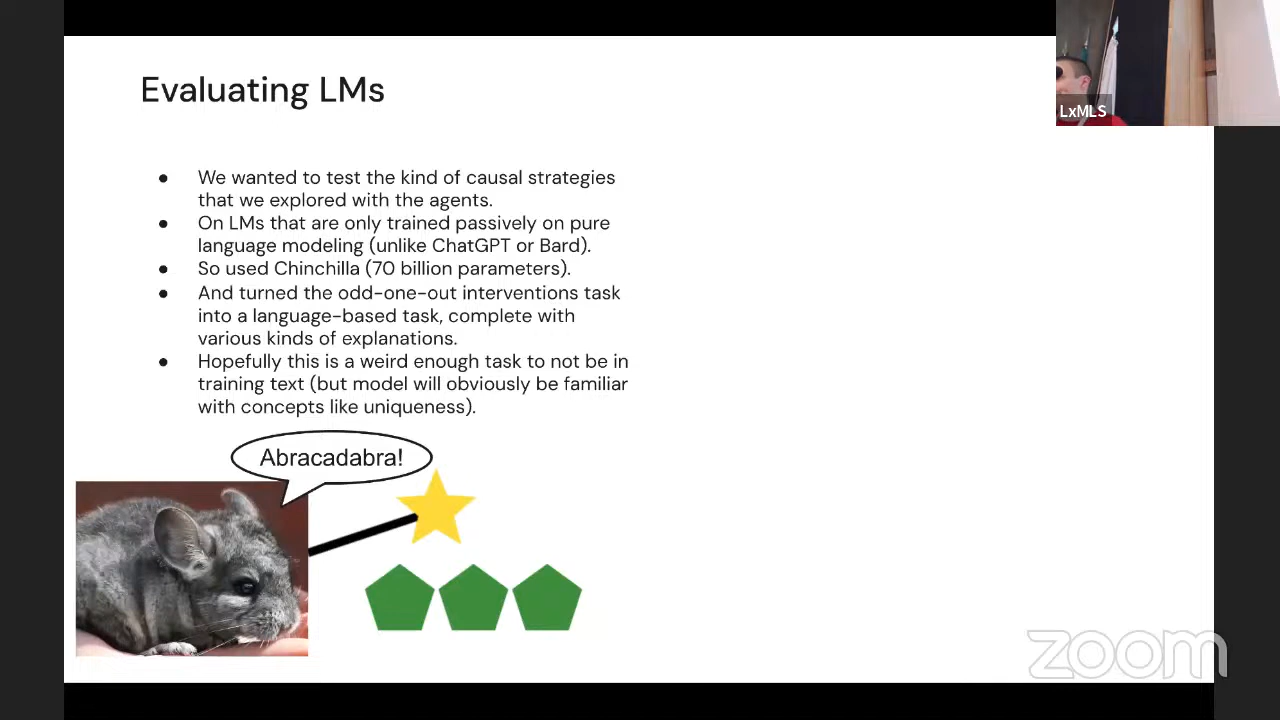 Evaluating LMs
LxMLS
● We wanted to test the kind of causal strategies
that we explored with the agents.
● On LMs that are only trained passively on pure
language modeling (unlike ChatGPT or Bard).
● So used Chinchilla (70 billion parameters).
● And turned the odd-one-out interventions task
into a language-based task, complete with
various kinds of explanations.
● Hopefully this is a weird enough task to not be in
training text (but model will obviously be familiar
with concepts like uniqueness).
Abracadabra!
zoom